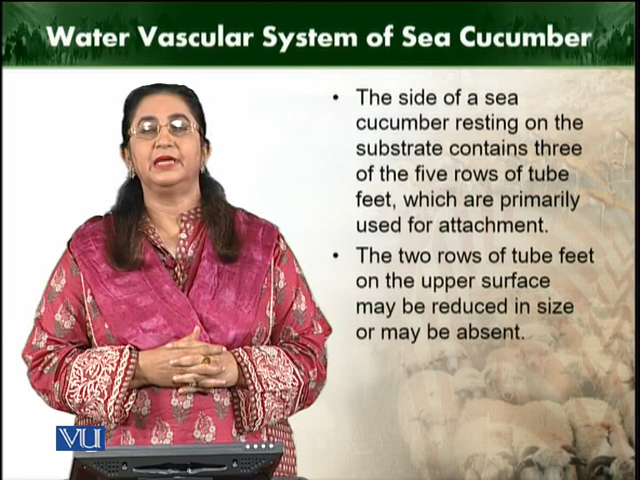 Water Vascular System of Sea Cucumber
• The side of a sea
cucumber resting on the
substrate contains three
of the five rows of tube
feet, which are primarily
used for attachment.
• The two rows of tube feet
on the upper surface
may be reduced in size
or may be absent.
VU